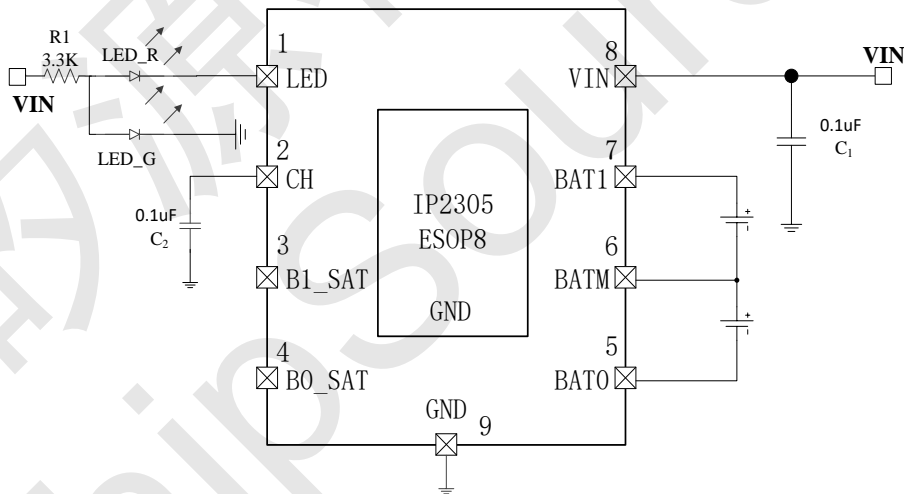 R1
3.3K
LED_R
VIN
LED_G
1
LED
2
CH
0.1uF
C2
3
B1_SAT
4
B0_SAT
IP2305
ESOP8
GND
GND
9
8
VIN
VIN
0.1uF
C1
7
BAT1
6
BATM
5
BAT0